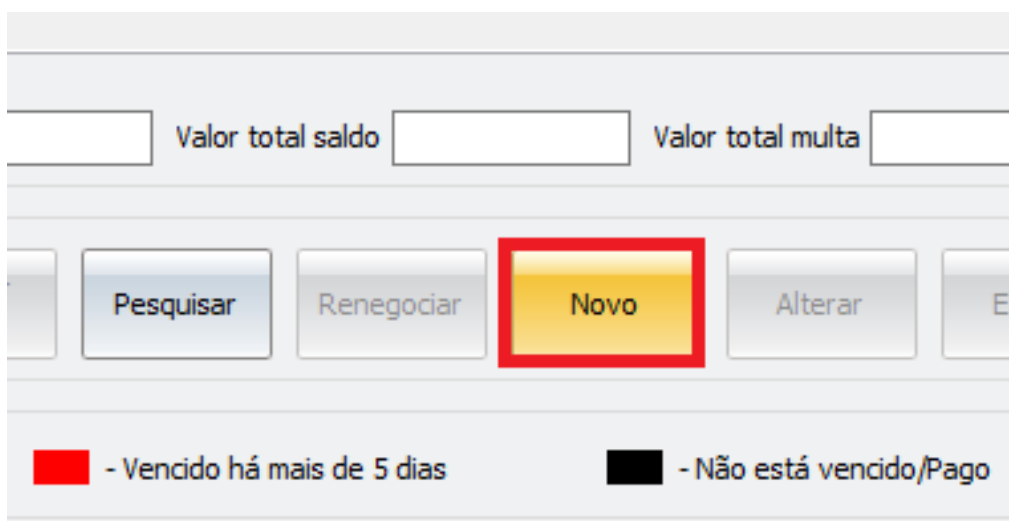 Valor total saldo Valor total multa
Pesquisar Renegociar Novo Alterar E
- Vencido há mais de 5 dias - Não está vencido/Pago